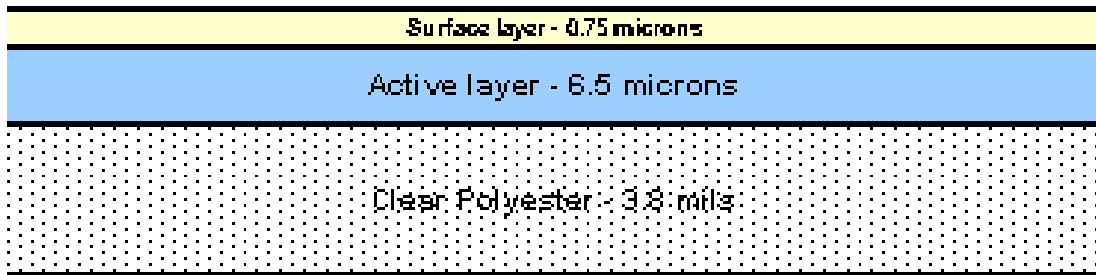 Surface layer - 0.75 microns
Active layer - 6.5 microns
Clear Polyester - 3.8 mils